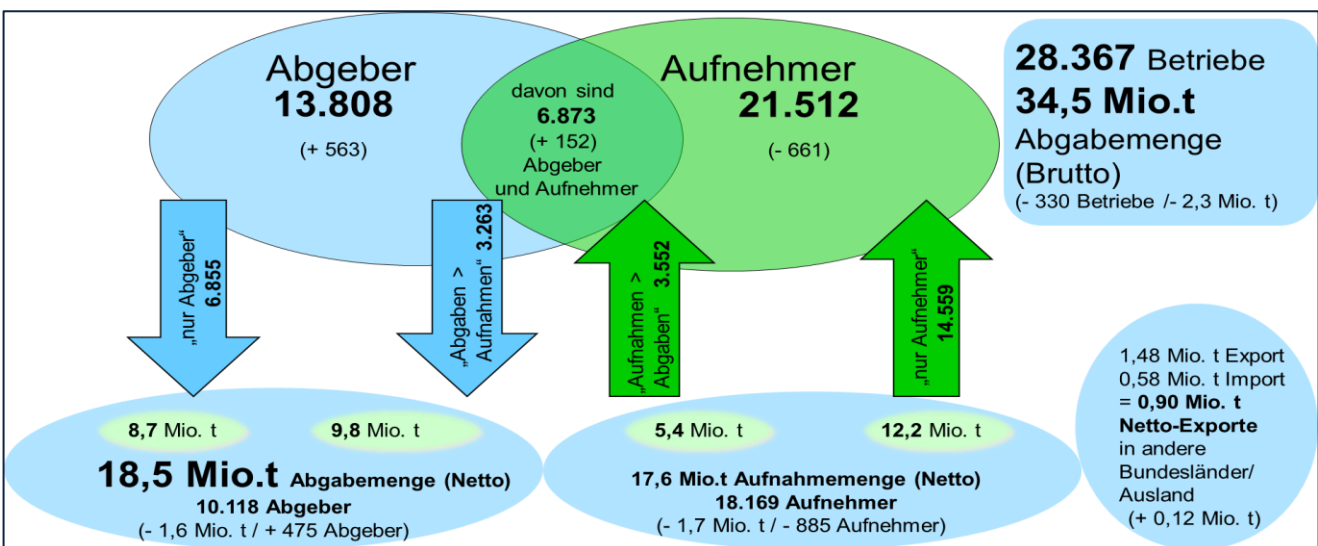 Abgeber
13.808
(+ 563)
davon sind
6.873
(+ 152)
Abgeber
und Aufnehmer
Aufnehmer
21.512
(- 661)
28.367 Betriebe
34,5 Mio.t
Abgabemenge
(Brutto)
(- 330 Betriebe /- 2,3 Mio. t)
„nur Abgeber“
6.855
„Abgaben >
Aufnahmen“ 3.263
„Aufnahmen >
Abgaben“ 3.552
„nur Aufnehmer“
14.559
8,7 Mio. t
9,8 Mio. t
18,5 Mio.t Abgabemenge (Netto)
10.118 Abgeber
(- 1,6 Mio. t / + 475 Abgeber)
5,4 Mio. t
12,2 Mio. t
17,6 Mio.t Aufnahmemenge (Netto)
18.169 Aufnehmer
(- 1,7 Mio. t / - 885 Aufnehmer)
1,48 Mio. t Export
0,58 Mio. t Import
= 0,90 Mio. t
Netto-Exporte
in andere
Bundesländer/
Ausland
(+ 0,12 Mio. t)